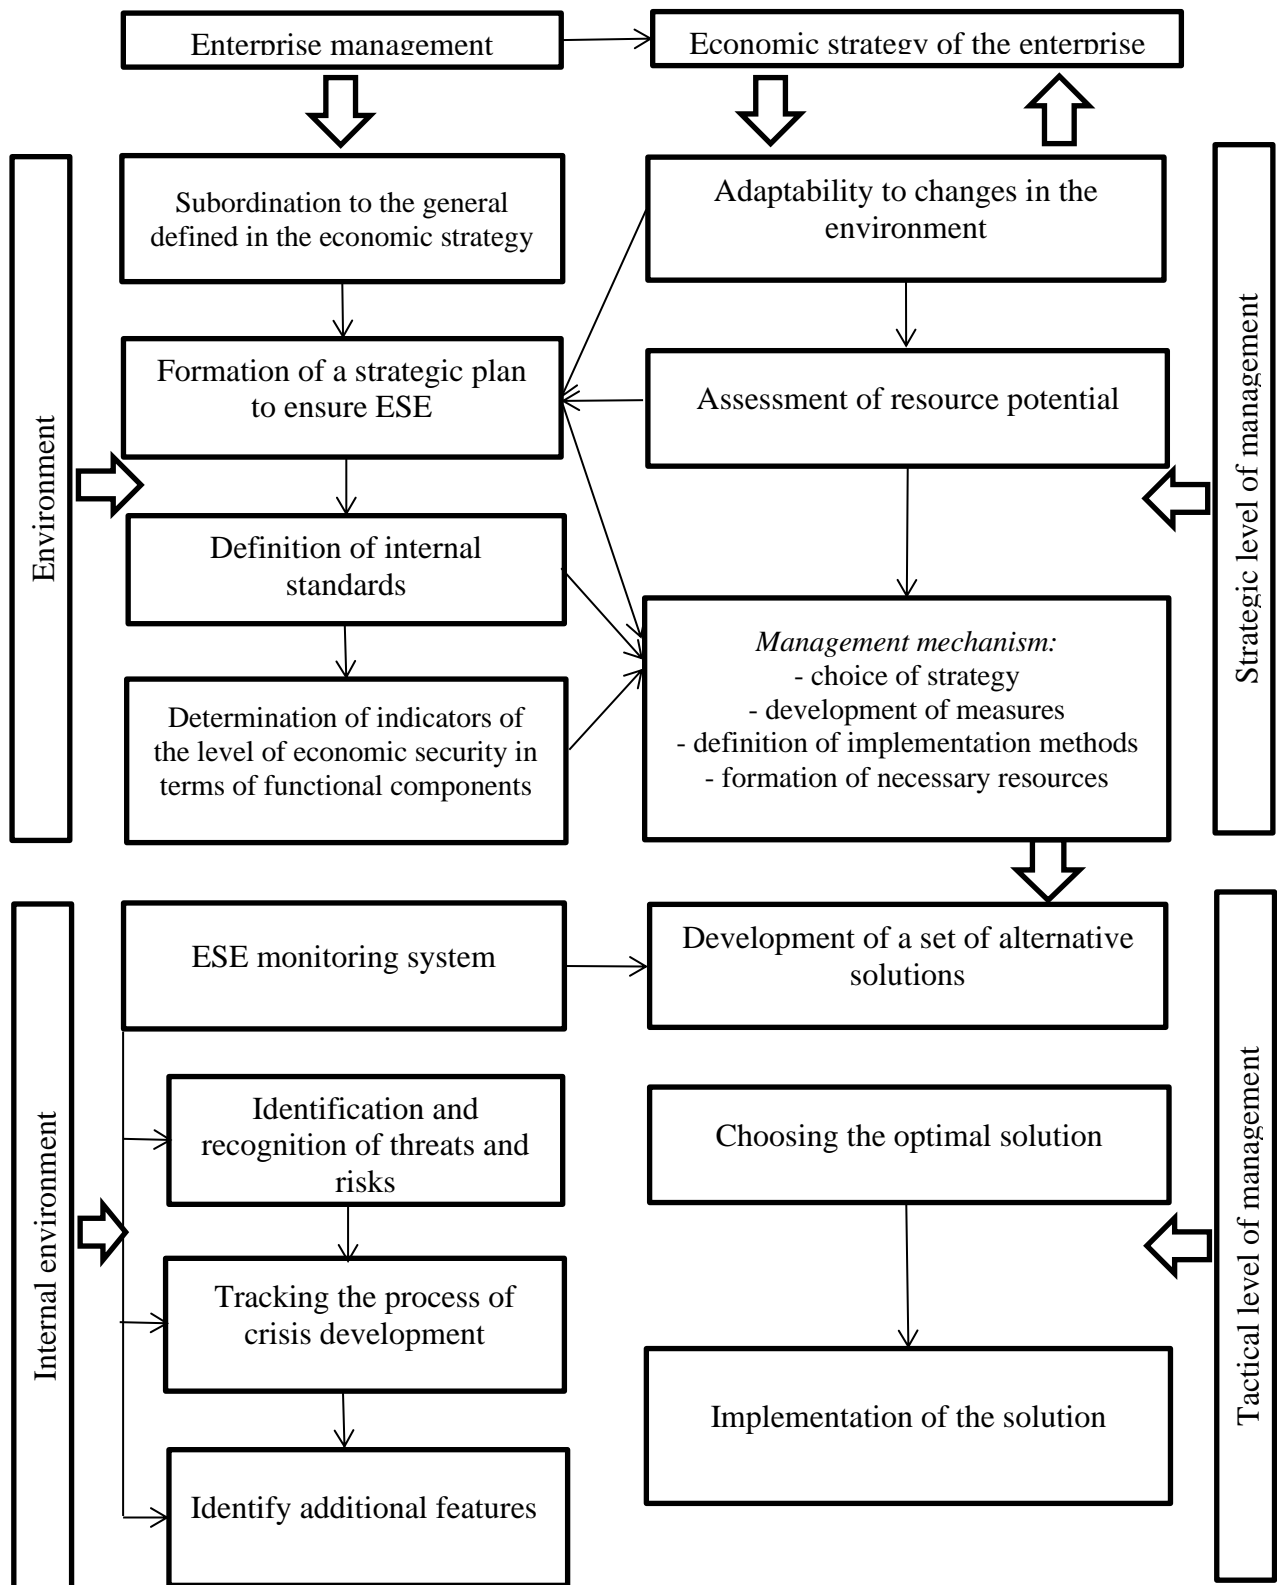 Enterprise management
Economic strategy of the enterprise
Environment
Subordination to the general
defined in the economic strategy
Adaptability to changes in the
environment
Strategic level of management
Formation of a strategic plan
to ensure ESE
Assessment of resource potential
Definition of internal
standards
Management mechanism:
- choice of strategy
- development of measures
- definition of implementation methods
- formation of necessary resources
Determination of indicators of
the level of economic security in
terms of functional components
Internal environment
ESE monitoring system
Development of a set of alternative
solutions
Tactical level of management
Identification and
recognition of threats and
risks
Choosing the optimal solution
Tracking the process of
crisis development
Implementation of the solution
Identify additional features